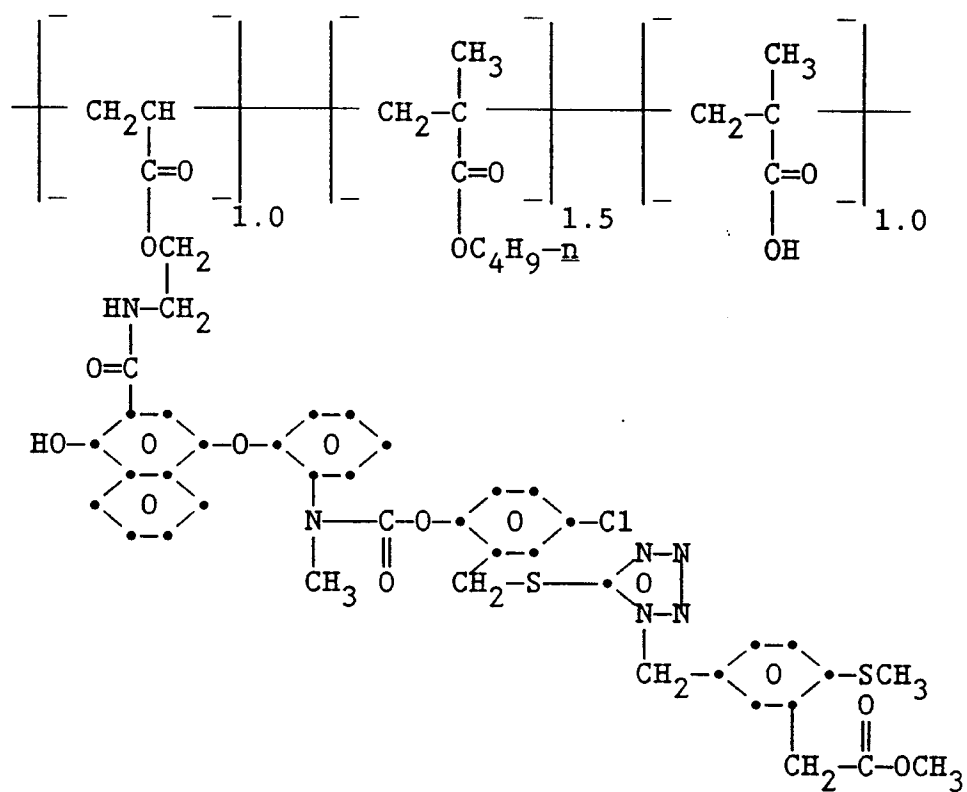 CH3 CH3
CH2CH CH2-C CH2-C
C=O C=O C=O
1.0 1.5 1.0
OCH2 OC4H9-n OH
HN-CH2
O=C
HO- O -O- O
O N C-O- O -Cl
N-N
CH3 O CH2-S O
N-N
CH2- O -SCH3
O
CH2-C-OCH3